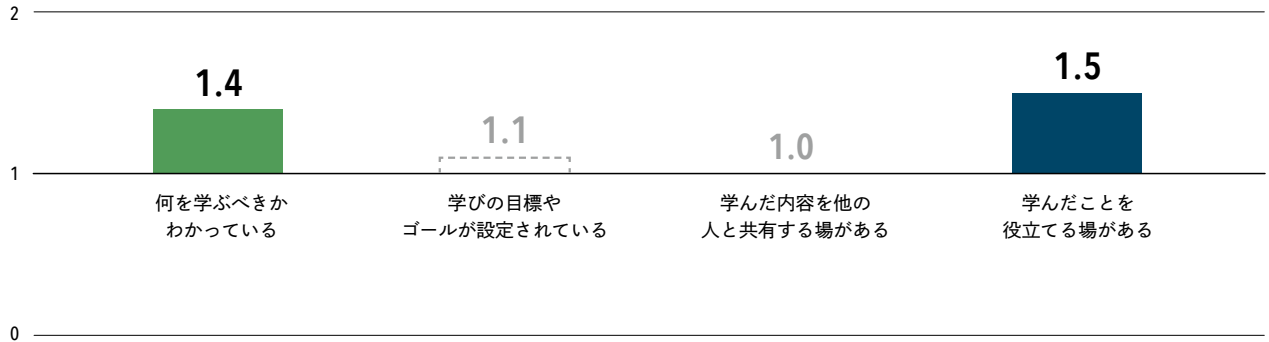 2
1.4
1.1
1.0
1.5
1
何を学ぶべきか
わかっている
学びの目標や
ゴールが設定されている
学んだ内容を他の
人と共有する場がある
学んだことを
役立てる場がある
0